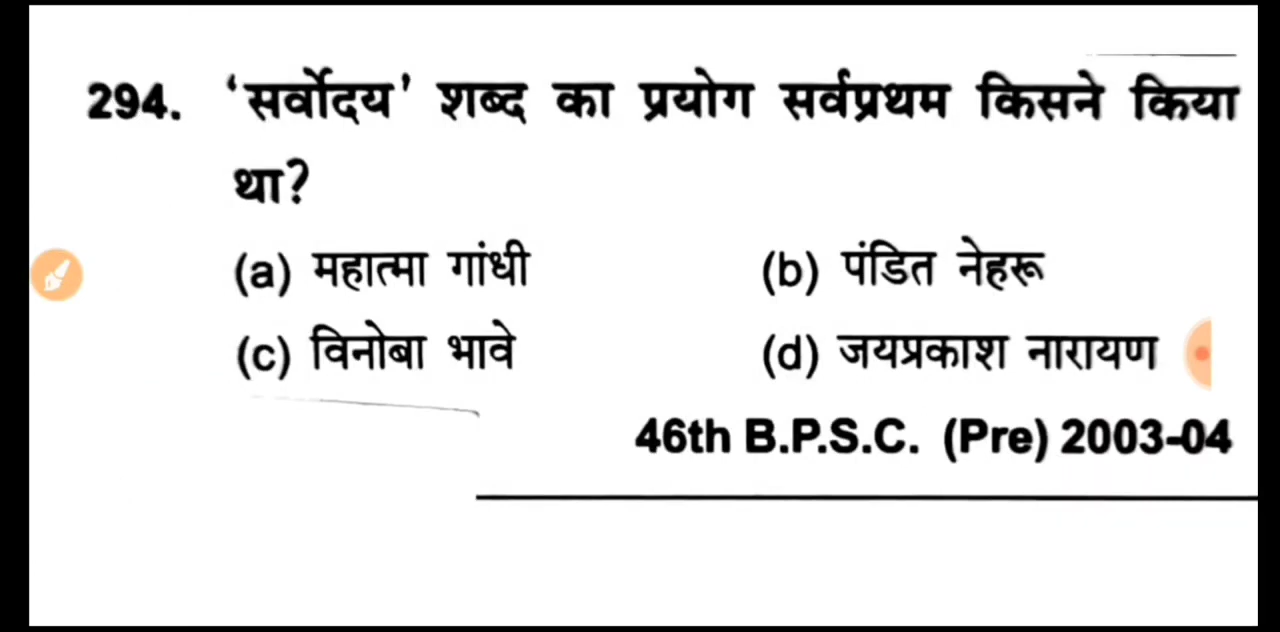 294. ‘सर्वोदय’ शब्द का प्रयोग सर्वप्रथम किसने किया
था?
(a) महात्मा गांधी (b) पंडित नेहरू
(c) विनोबा भावे (d) जयप्रकाश नारायण
46th B.P.S.C. (Pre) 2003-04